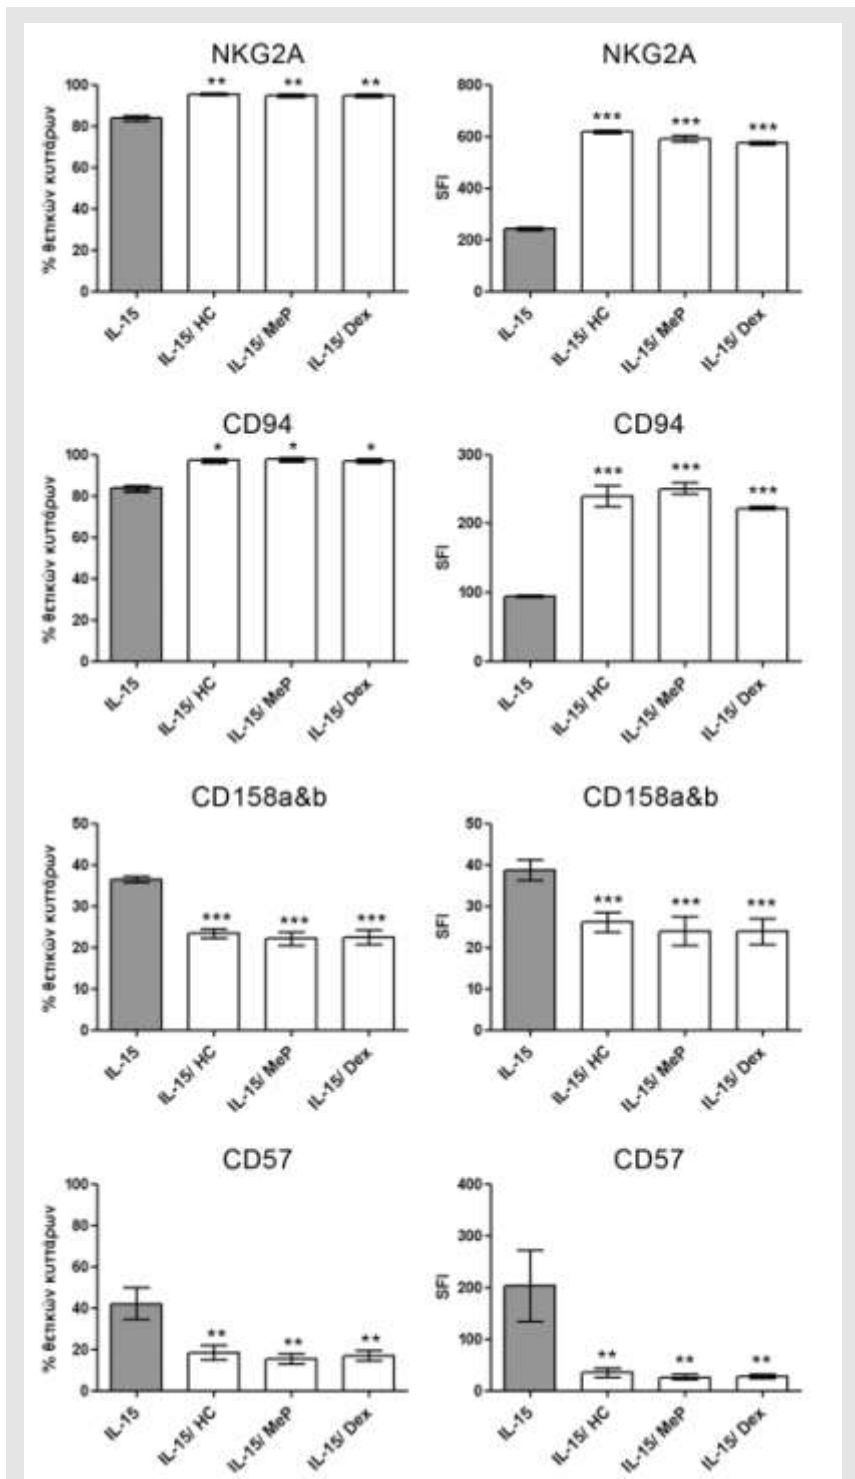 NKG2A
** ** **
% θετικών κυττάρων
100
80
60
40
20
0
IL-15
IL-15/ HC
IL-15/ MeP
IL-15/ Dex
NKG2A
*** *** ***
SFI
800
600
400
200
0
IL-15
IL-15/ HC
IL-15/ MeP
IL-15/ Dex
CD94
* * *
% θετικών κυττάρων
100
80
60
40
20
0
IL-15
IL-15/ HC
IL-15/ MeP
IL-15/ Dex
CD94
*** *** ***
SFI
300
200
100
0
IL-15
IL-15/ HC
IL-15/ MeP
IL-15/ Dex
CD158a&b
*** *** ***
% θετικών κυττάρων
50
40
30
20
10
0
IL-15
IL-15/ HC
IL-15/ MeP
IL-15/ Dex
CD158a&b
*** *** ***
SFI
50
40
30
20
10
0
IL-15
IL-15/ HC
IL-15/ MeP
IL-15/ Dex
CD57
** ** **
% θετικών κυττάρων
100
80
60
40
20
0
IL-15
IL-15/ HC
IL-15/ MeP
IL-15/ Dex
CD57
** ** **
SFI
400
300
200
100
0
IL-15
IL-15/ HC
IL-15/ MeP
IL-15/ Dex